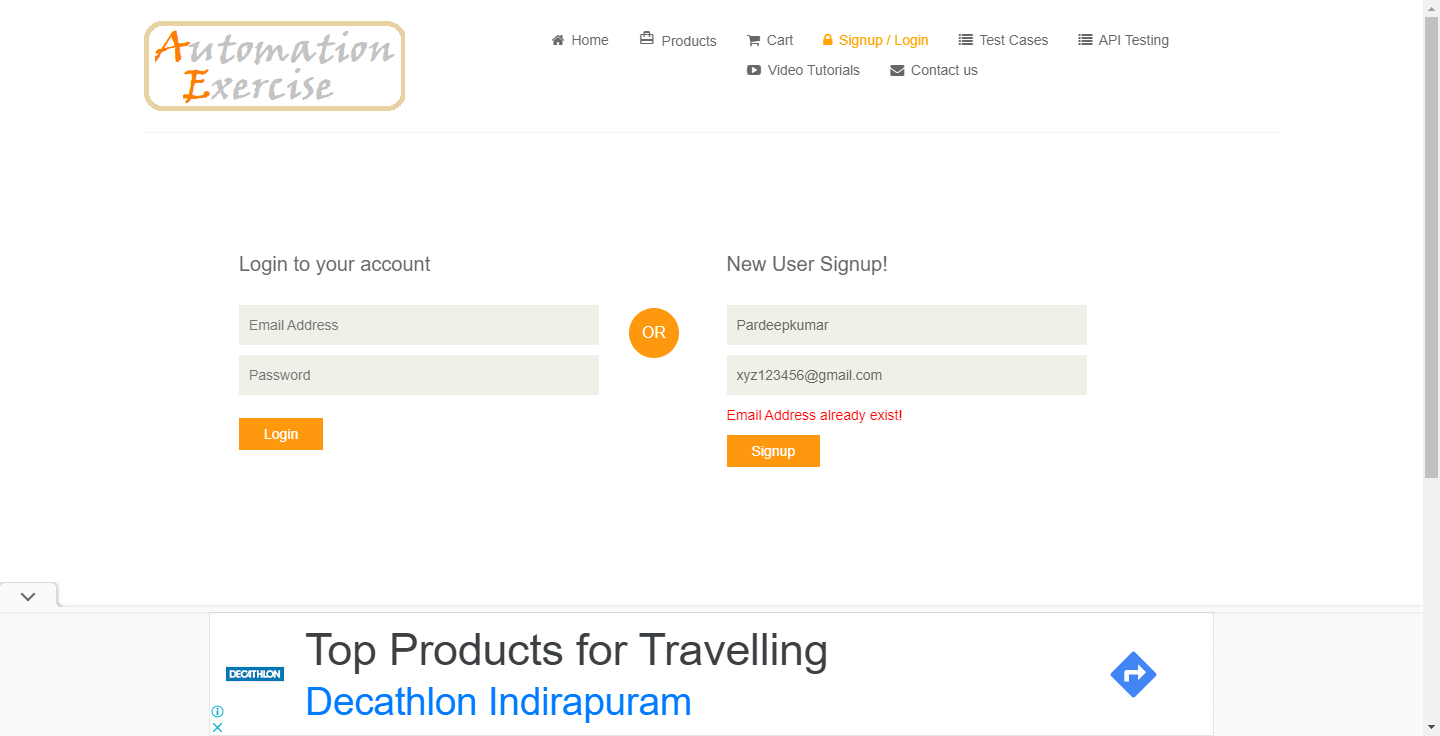 Automation
Exercise
Home
Products
Cart
Signup / Login
Test Cases
API Testing
Video Tutorials
Contact us
Login to your account
New User Signup!
Email Address
OR
Pardeepkumar
Password
xyz123456@gmail.com
Email Address already exist!
Login
Signup
Top Products for Travelling
DECATHLON
Decathlon Indirapuram